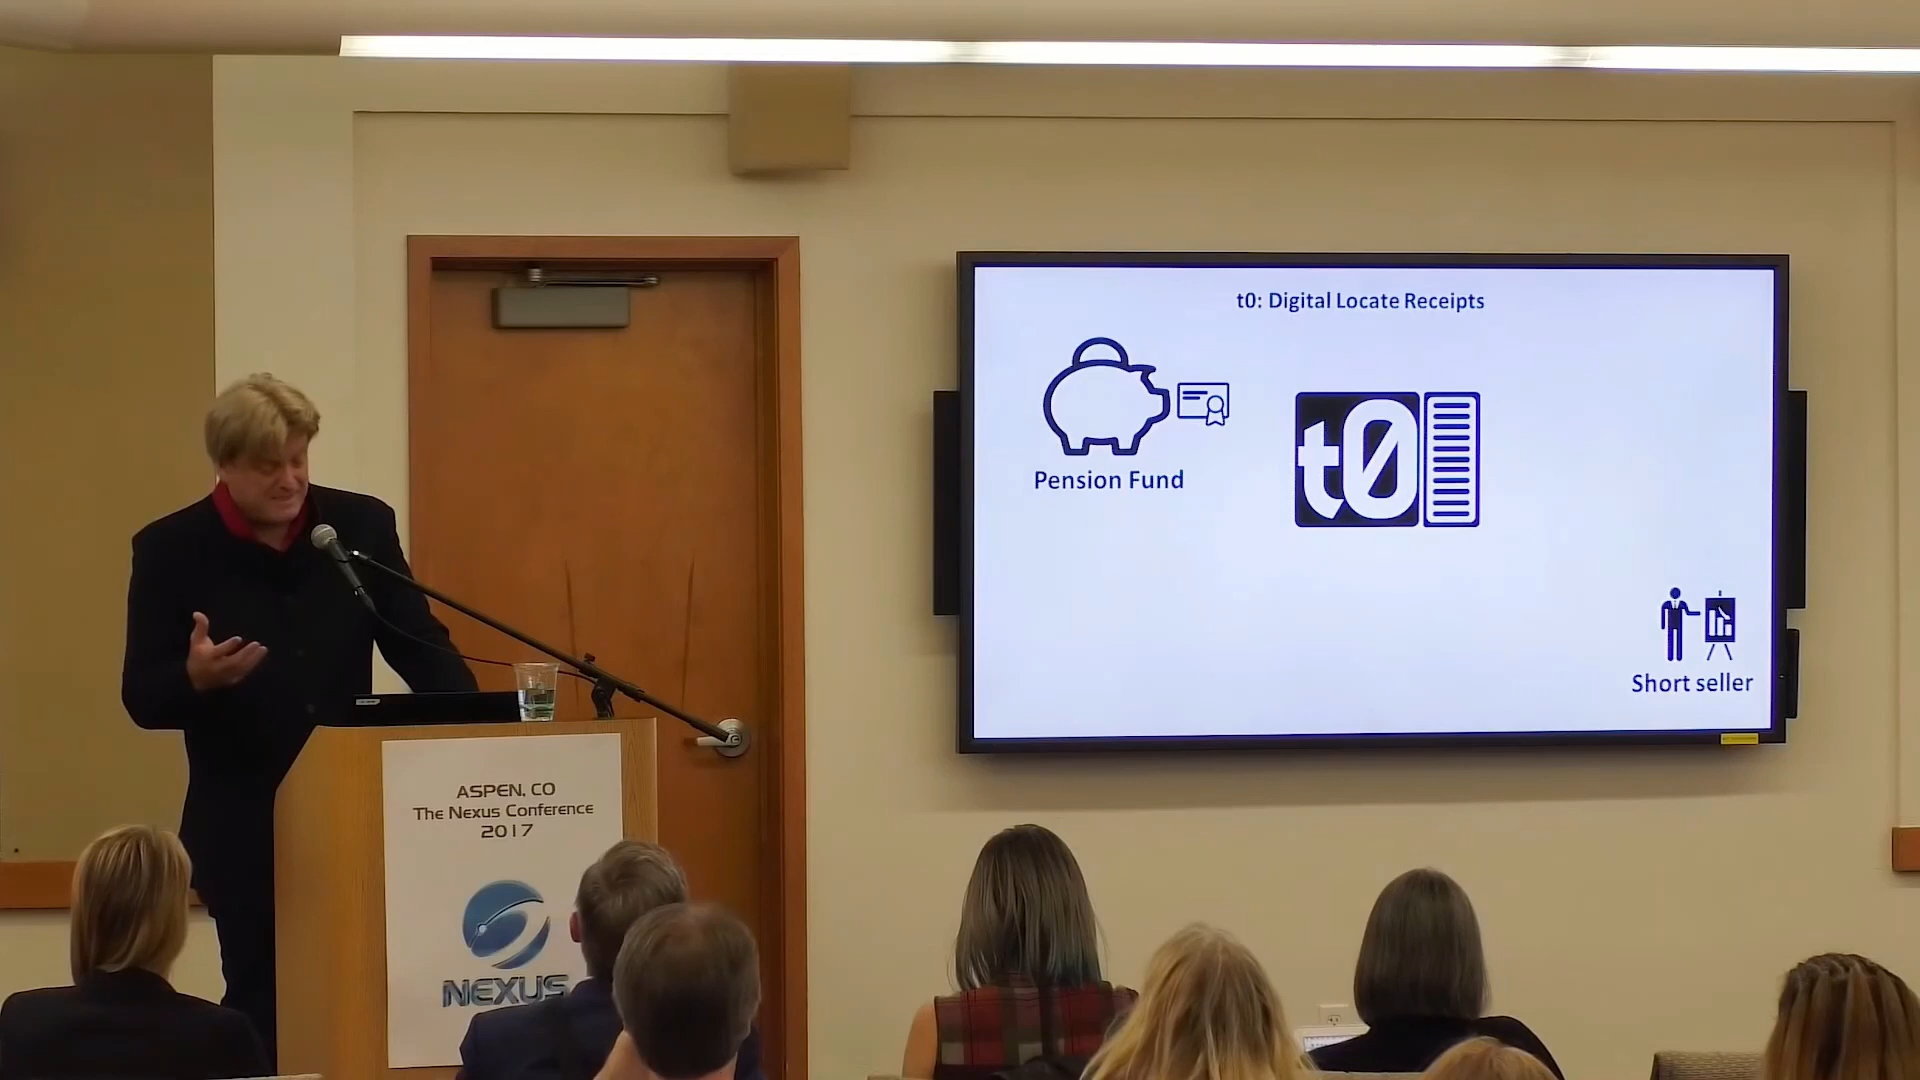 t0: Digital Locate Receipts
t0
Pension Fund
Short seller
ASPEN, CO
The Nexus Conference
2017
NEXUS